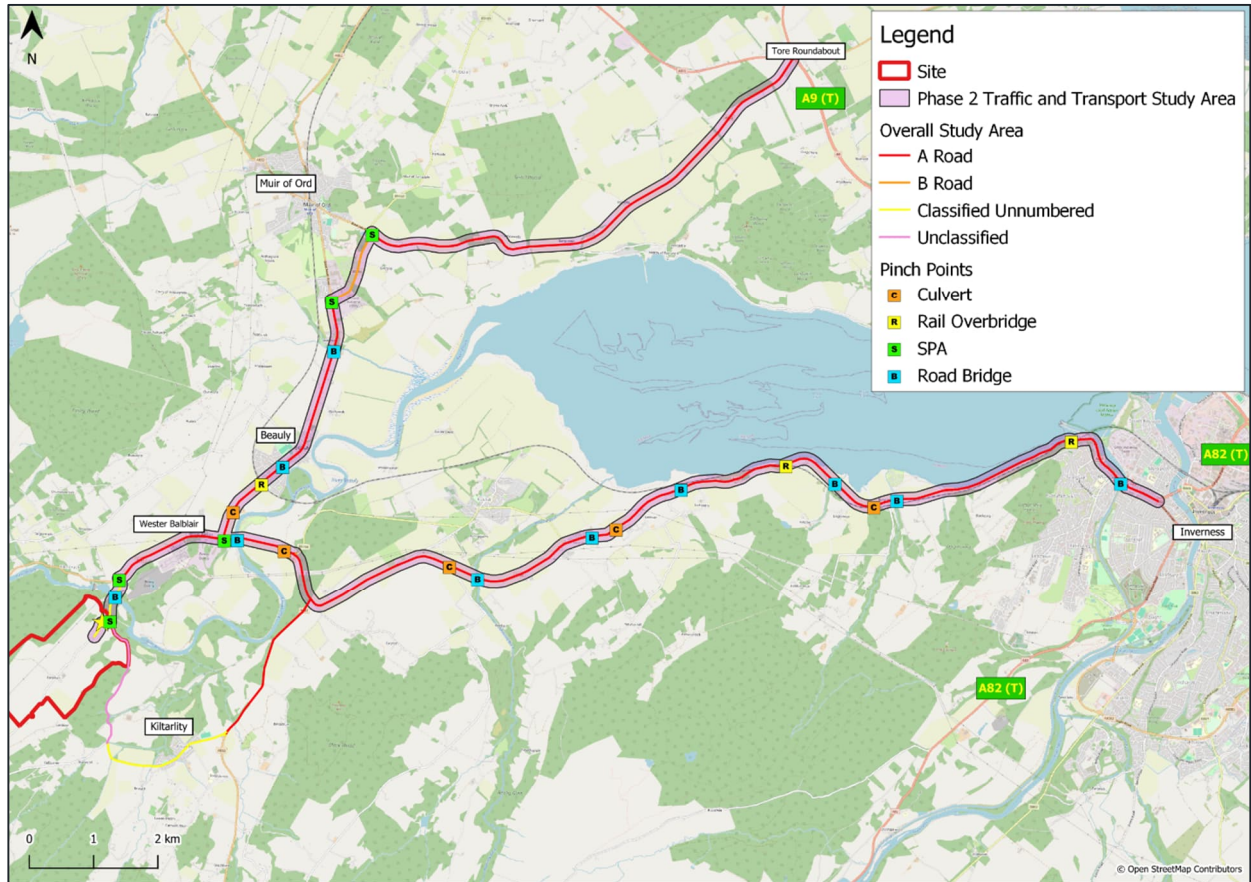 N
Tore Roundabout
A9 (T)
Legend
Site
Phase 2 Traffic and Transport Study Area
Overall Study Area
A Road
B Road
Classified Unnumbered
Unclassified
Pinch Points
C Culvert
R Rail Overbridge
S SPA
B Road Bridge
Muir of Ord
S
S
B
Beauly
B
R
C
Wester Balblair
S
B
C
S
B
S
C
B
B
C
B
R
B
C
B
R
B
A82 (T)
Inverness
A82 (T)
Kiltarlity
0 1 2 km
© Open StreetMap Contributors